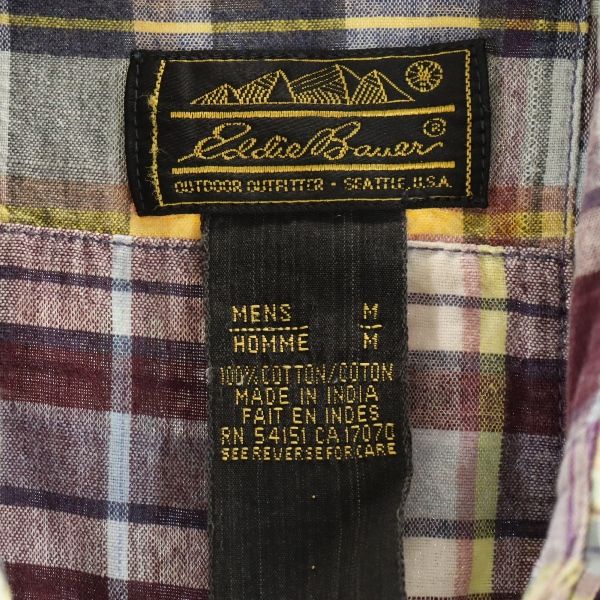 Eddie Bauer®
OUTDOOR OUTFITTER · SEATTLE, U.S.A.
MENS M
HOMME M
100% COTTON/COTON
MADE IN INDIA
FAIT EN INDES
RN 54151 CA 17070
SEE REVERSE FOR CARE